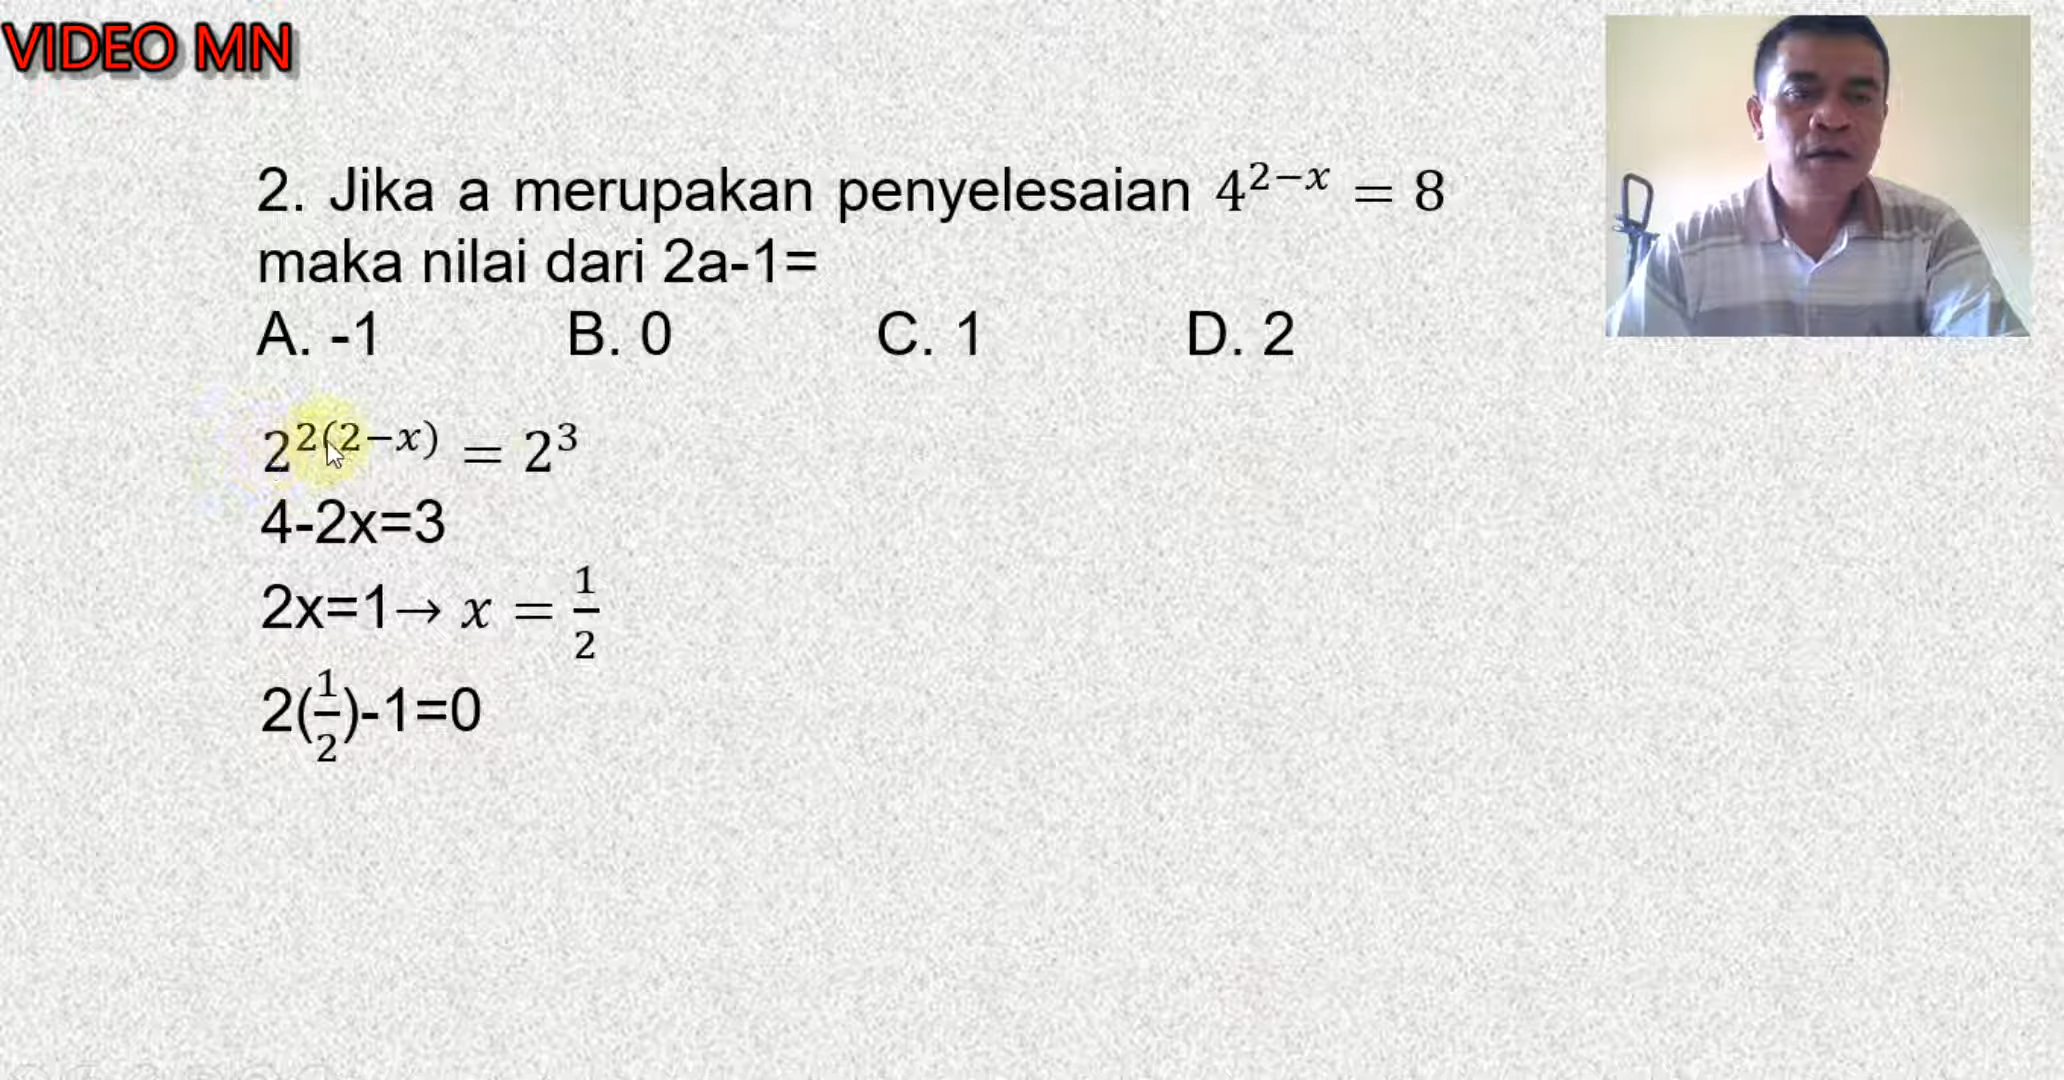 VIDEO MN
2. Jika a merupakan penyelesaian 4^{2−x} = 8
maka nilai dari 2a-1=
A. -1 B. 0 C. 1 D. 2
2^{2(2−x)} = 2^3
4-2x=3
2x=1→ x = 1/2
2(1/2)-1=0